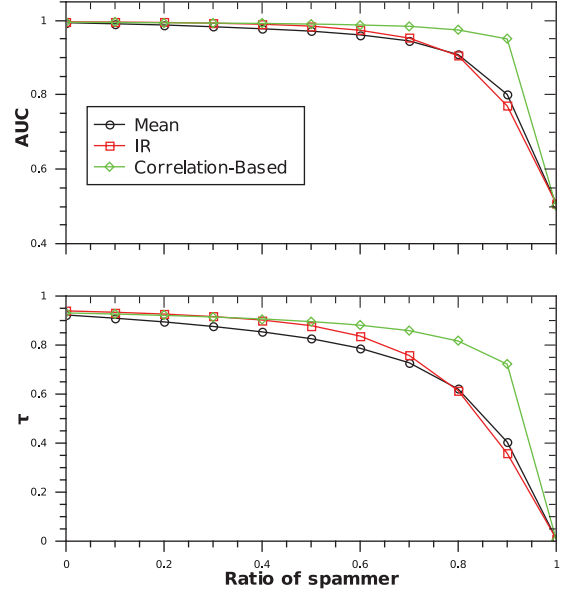 1
0.8
0.6
0.4
AUC
Mean
IR
Correlation-Based
1
0.8
0.6
0.4
0.2
0
τ
0 0.2 0.4 0.6 0.8 1
Ratio of spammer